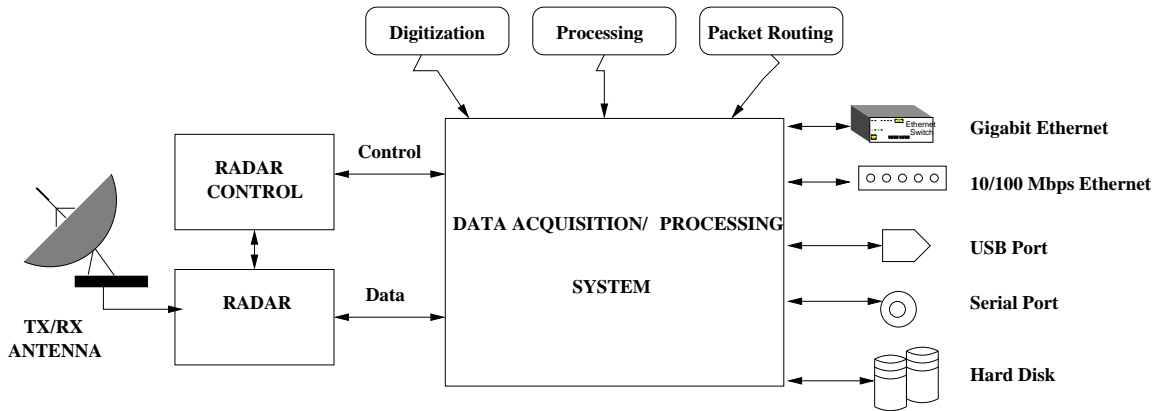 Digitization
Processing
Packet Routing
Ethernet
Switch
Gigabit Ethernet
RADAR
CONTROL
Control
10/100 Mbps Ethernet
DATA ACQUISITION/ PROCESSING
SYSTEM
USB Port
RADAR
Data
Serial Port
TX/RX
ANTENNA
Hard Disk